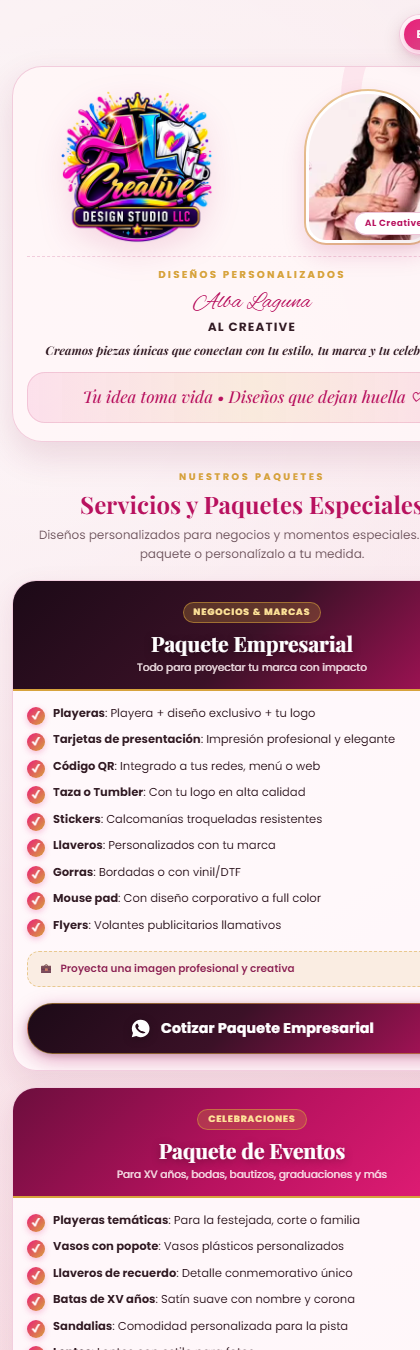 AL
Creative
DESIGN STUDIO LLC
AL Creative
DISEÑOS PERSONALIZADOS
Alba Laguna
AL CREATIVE
Creamos piezas únicas que conectan con tu estilo, tu marca y tu
Tu idea toma vida • Diseños que dejan huella ♡
NUESTROS PAQUETES
Servicios y Paquetes Especiales
Diseños personalizados para negocios y momentos especiales.
paquete o personalízalo a tu medida.
NEGOCIOS & MARCAS
Paquete Empresarial
Todo para proyectar tu marca con impacto
Playeras: Playera + diseño exclusivo + tu logo
Tarjetas de presentación: Impresión profesional y elegante
Código QR: Integrado a tus redes, menú o web
Taza o Tumbler: Con tu logo en alta calidad
Stickers: Calcomanías troqueladas resistentes
Llaveros: Personalizados con tu marca
Gorras: Bordadas o con vinil/DTF
Mouse pad: Con diseño corporativo a full color
Flyers: Volantes publicitarios llamativos
Proyecta una imagen profesional y creativa
Cotizar Paquete Empresarial
CELEBRACIONES
Paquete de Eventos
Para XV años, bodas, bautizos, graduaciones y más
Playeras temáticas: Para la festejada, corte o familia
Vasos con popote: Vasos plásticos personalizados
Llaveros de recuerdo: Detalle conmemorativo único
Batas de XV años: Satín suave con nombre y corona
Sandalias: Comodidad personalizada para la pista